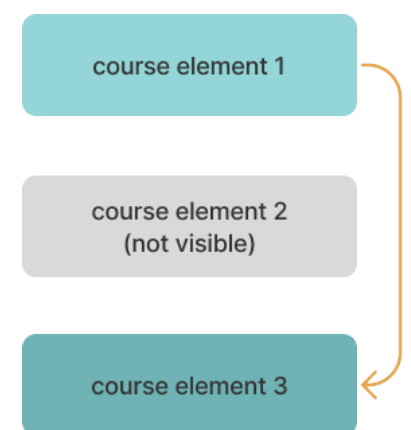 course element 1
course element 2
(not visible)
course element 3